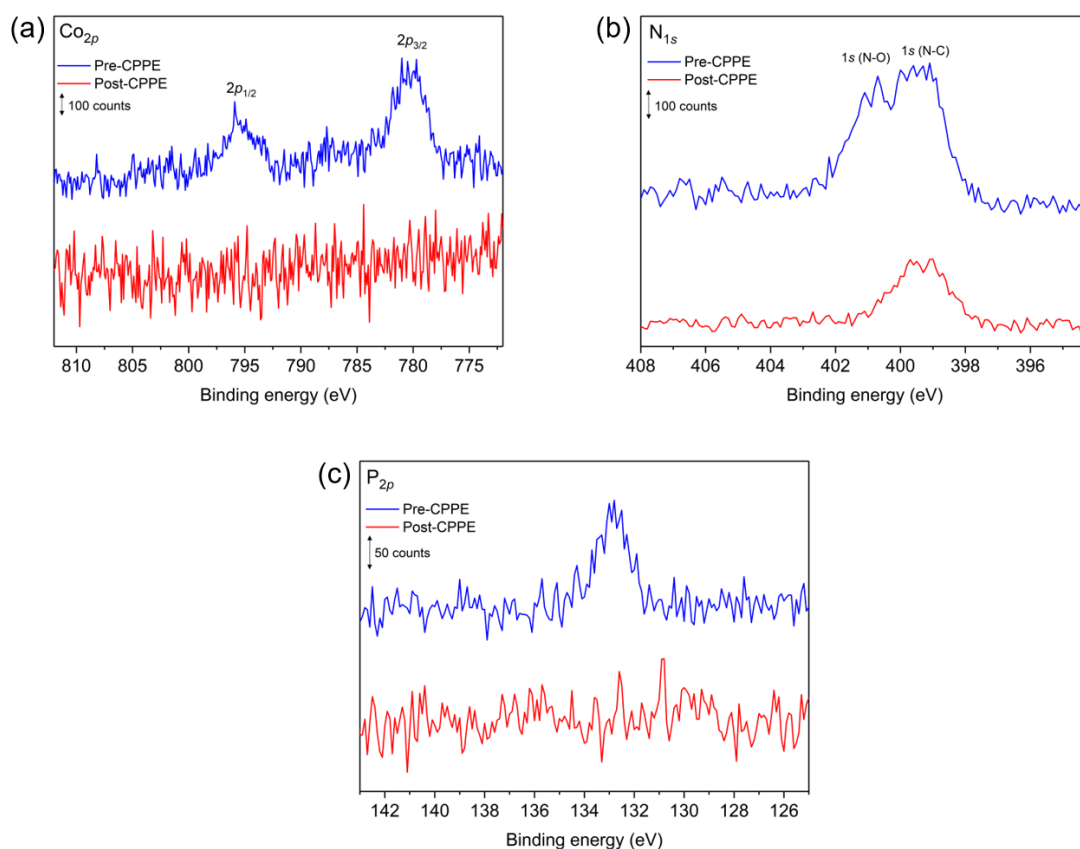 (a) Co2p
Pre-CPPE
Post-CPPE
100 counts
2p1/2
2p3/2
810 805 800 795 790 785 780 775
Binding energy (eV)
(b) N1s
Pre-CPPE
Post-CPPE
100 counts
1s (N-O)
1s (N-C)
408 406 404 402 400 398 396
Binding energy (eV)
(c) P2p
Pre-CPPE
Post-CPPE
50 counts
142 140 138 136 134 132 130 128 126
Binding energy (eV)